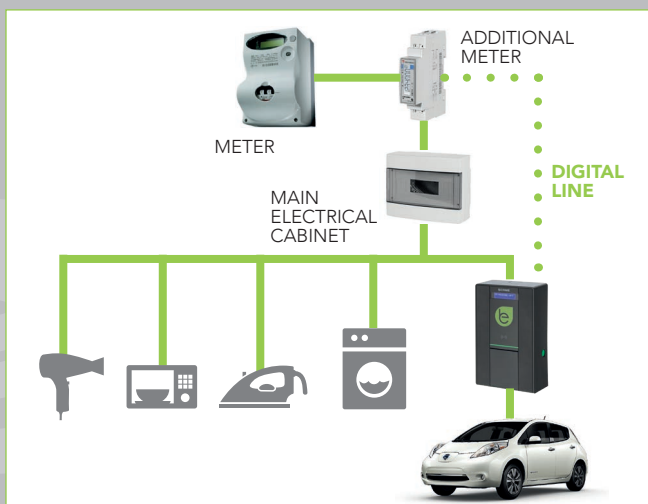 ADDITIONAL
METER
METER
DIGITAL
LINE
MAIN
ELECTRICAL
CABINET